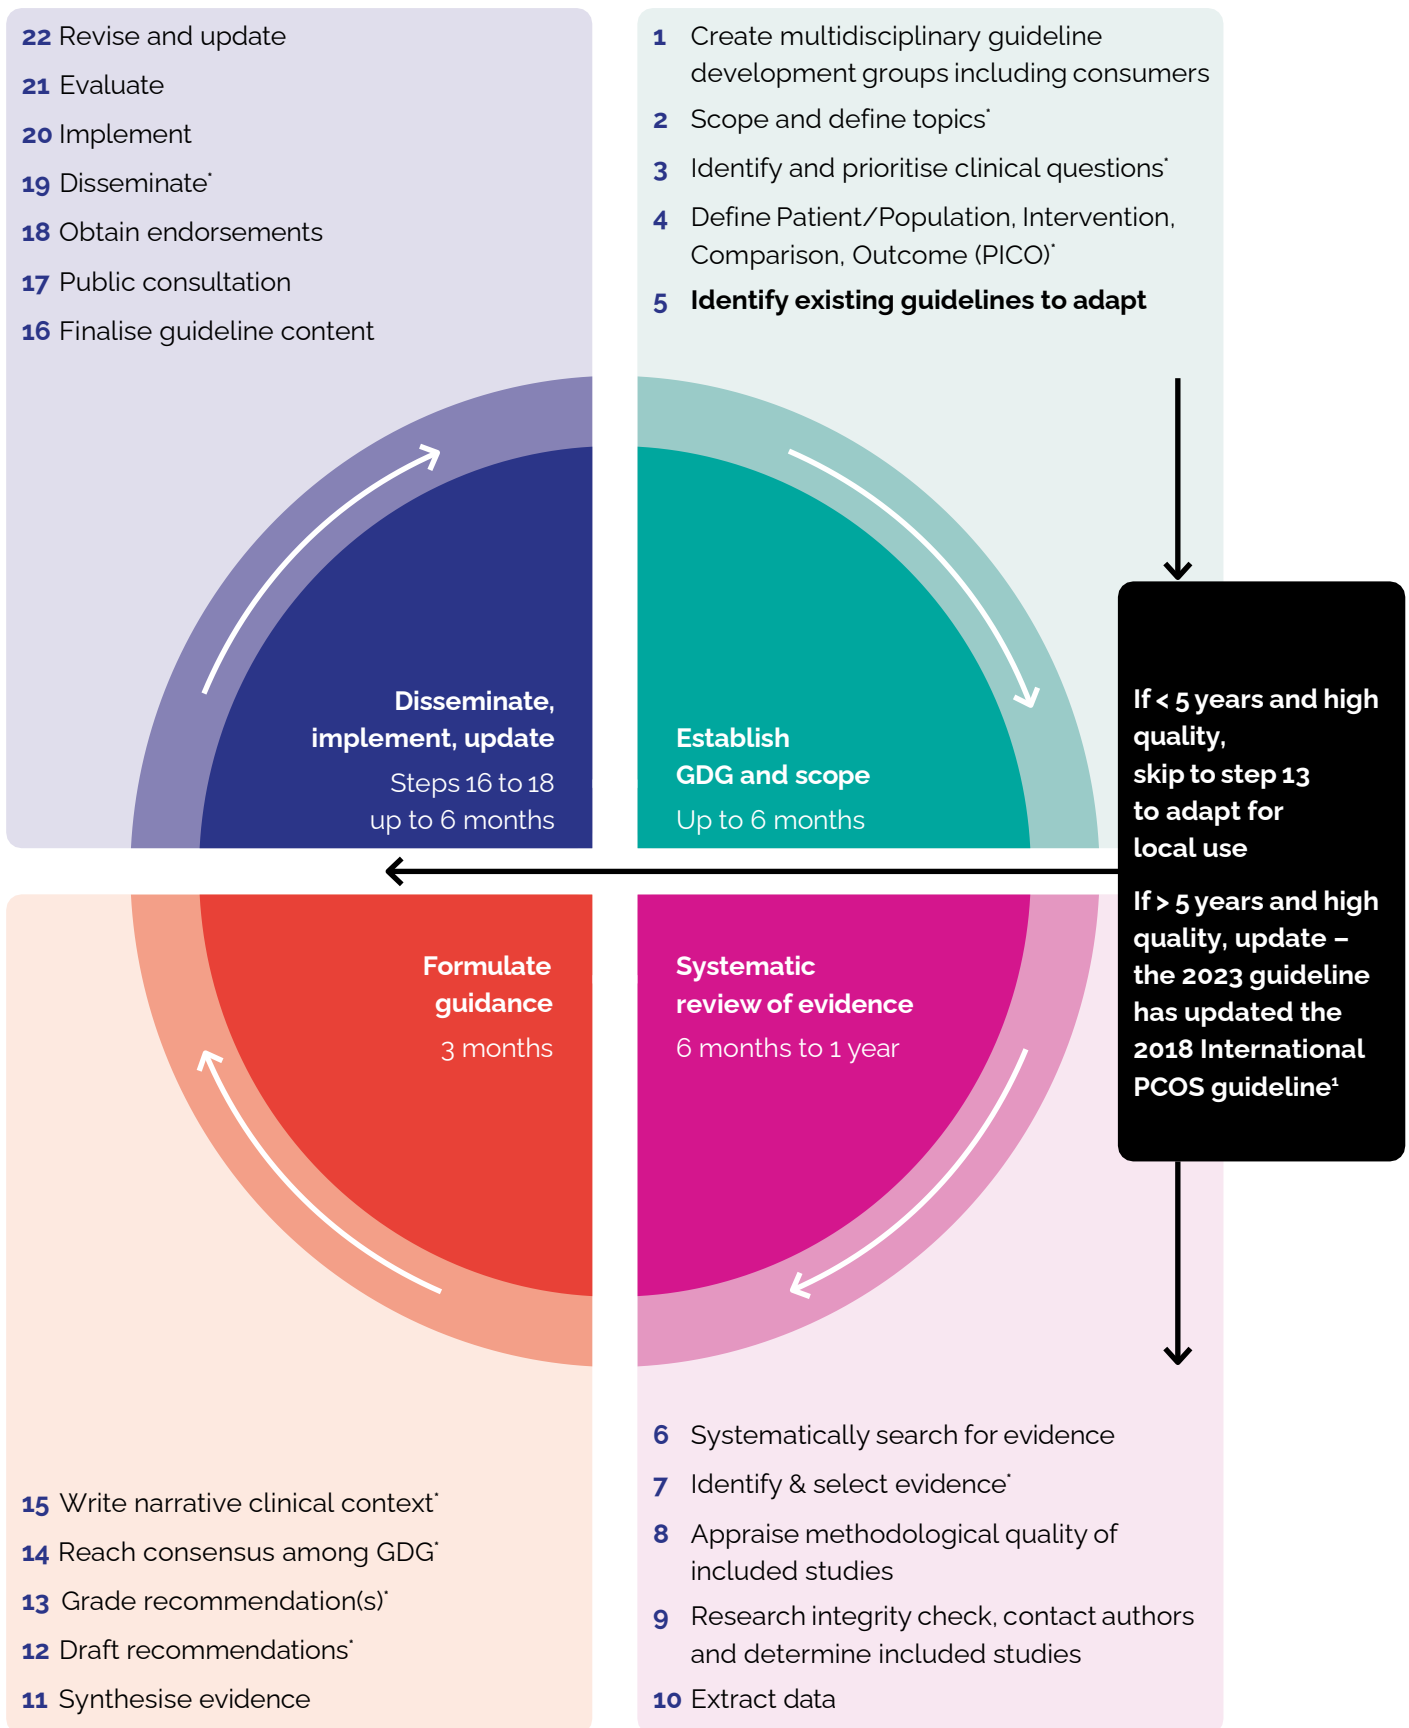 22 Revise and update
21 Evaluate
20 Implement
19 Disseminate*
18 Obtain endorsements
17 Public consultation
16 Finalise guideline content
1 Create multidisciplinary guideline
development groups including consumers
2 Scope and define topics*
3 Identify and prioritise clinical questions*
4 Define Patient/Population, Intervention,
Comparison, Outcome (PICO)*
5 Identify existing guidelines to adapt
Disseminate,
implement, update
Steps 16 to 18
up to 6 months
Establish
GDG and scope
Up to 6 months
If < 5 years and high
quality,
skip to step 13
to adapt for
local use
If > 5 years and high
quality, update –
the 2023 guideline
has updated the
2018 International
PCOS guideline¹
Formulate
guidance
3 months
Systematic
review of evidence
6 months to 1 year
15 Write narrative clinical context*
14 Reach consensus among GDG*
13 Grade recommendation(s)*
12 Draft recommendations*
11 Synthesise evidence
6 Systematically search for evidence
7 Identify & select evidence*
8 Appraise methodological quality of
included studies
9 Research integrity check, contact authors
and determine included studies
10 Extract data